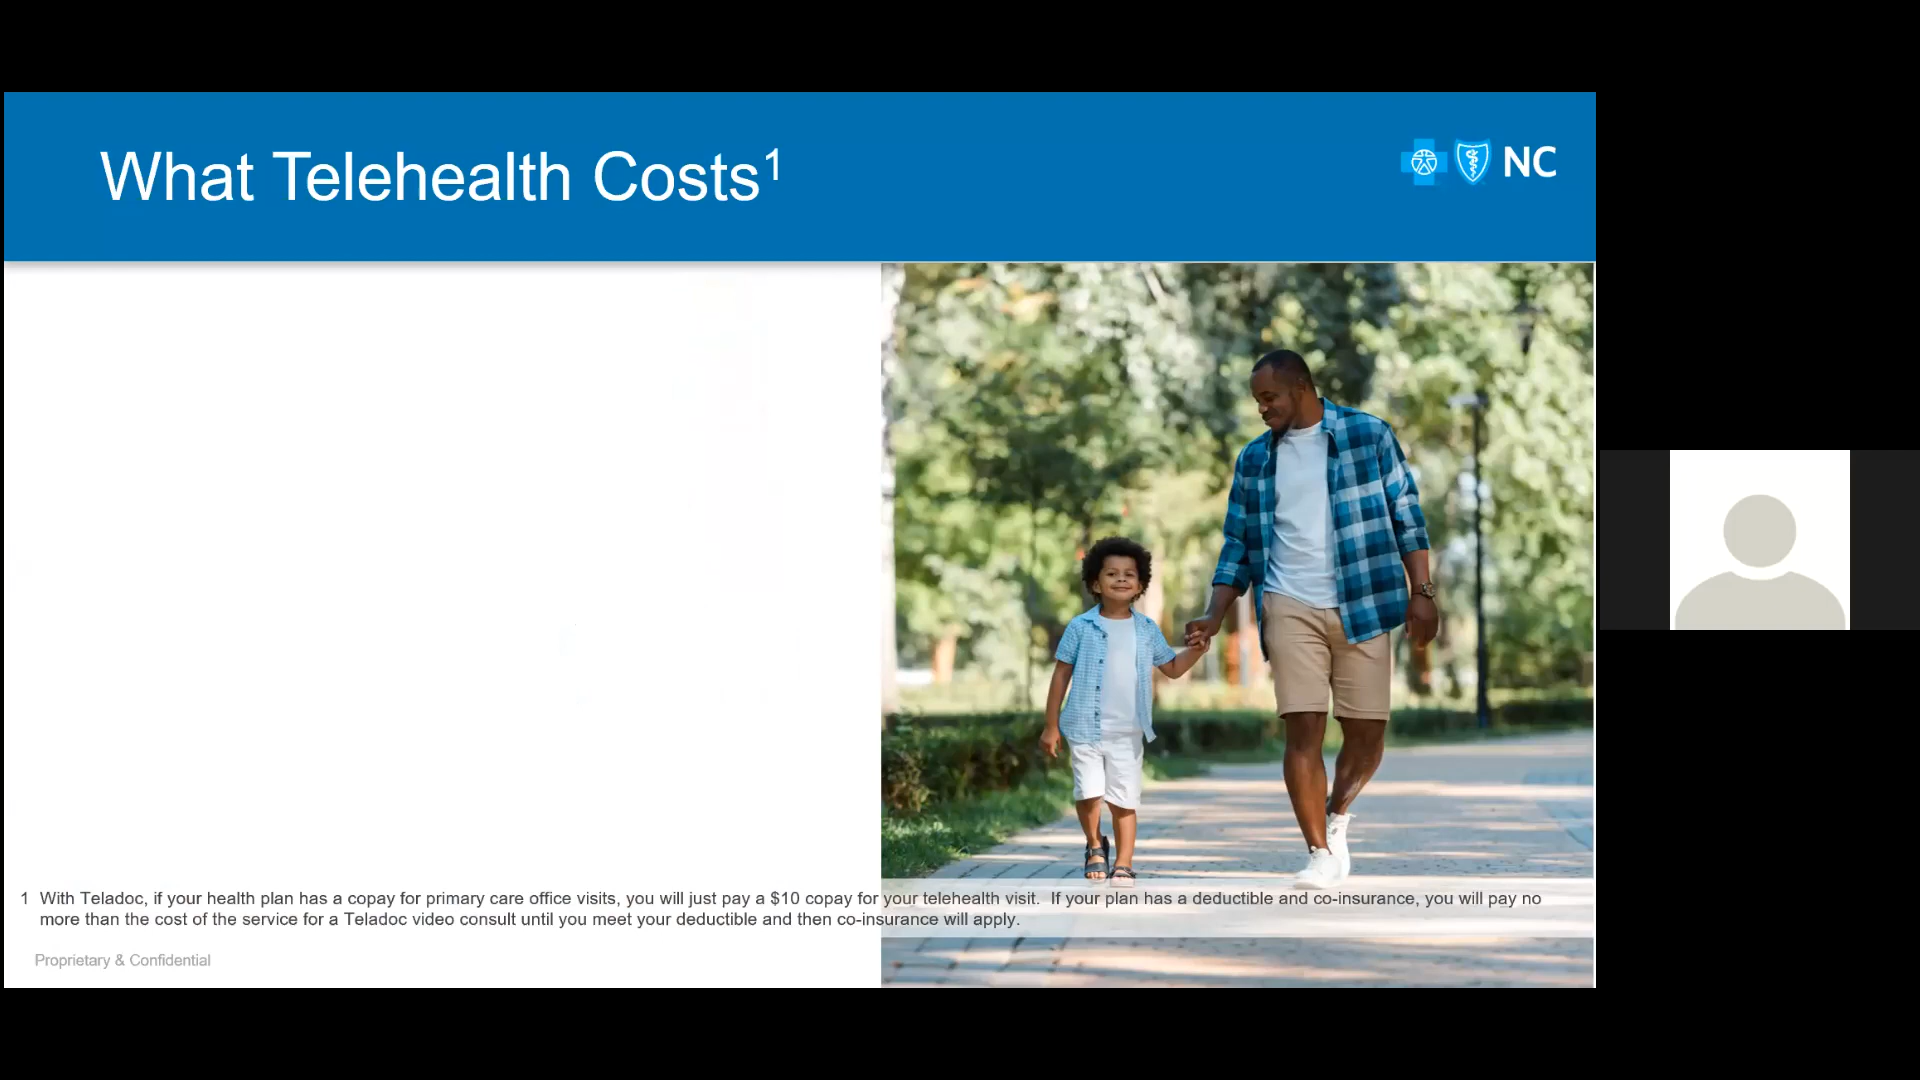 What Telehealth Costs1
NC
1 With Teladoc, if your health plan has a copay for primary care office visits, you will just pay a $10 copay for your telehealth visit. If your plan has a deductible and co-insurance, you will pay no
more than the cost of the service for a Teladoc video consult until you meet your deductible and then co-insurance will apply.
Proprietary & Confidential